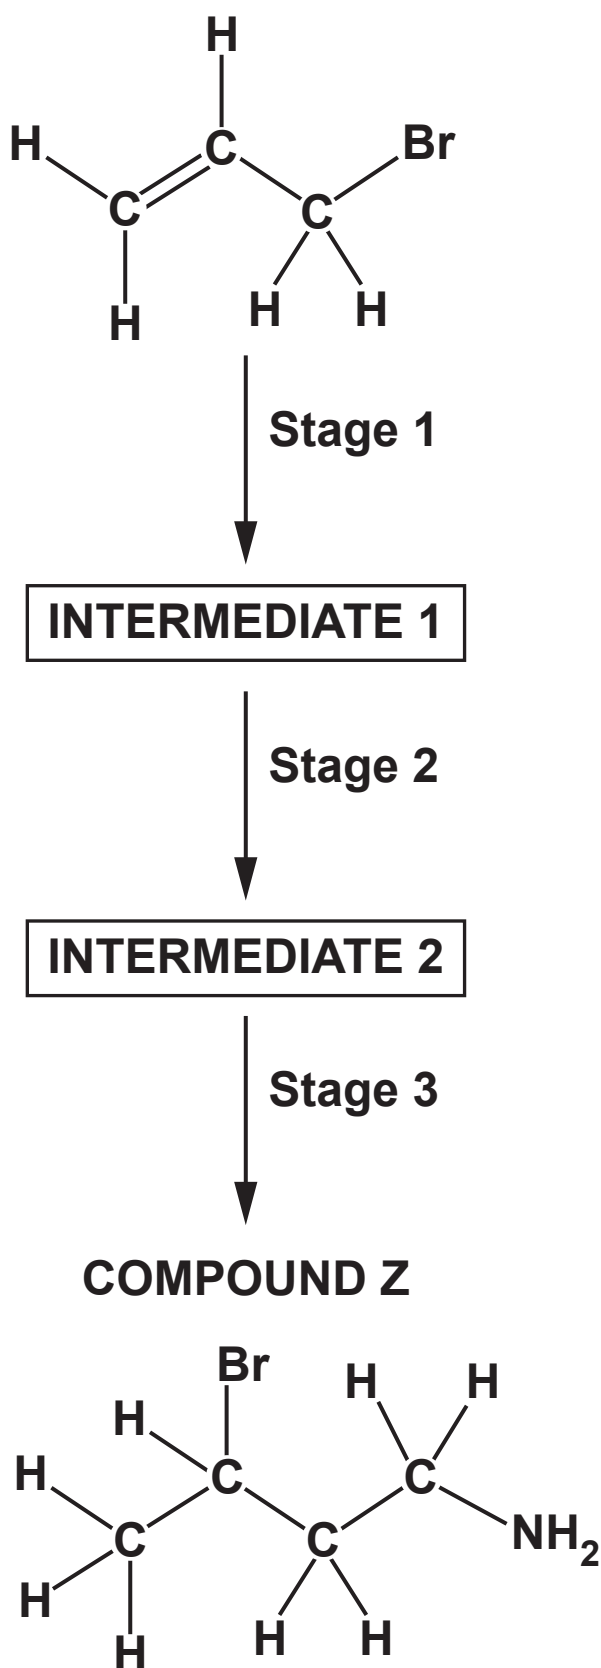 H
H C Br
C C
H H H
Stage 1
INTERMEDIATE 1
Stage 2
INTERMEDIATE 2
Stage 3
COMPOUND Z
Br H H
H
H C C
C C NH2
H
H H H